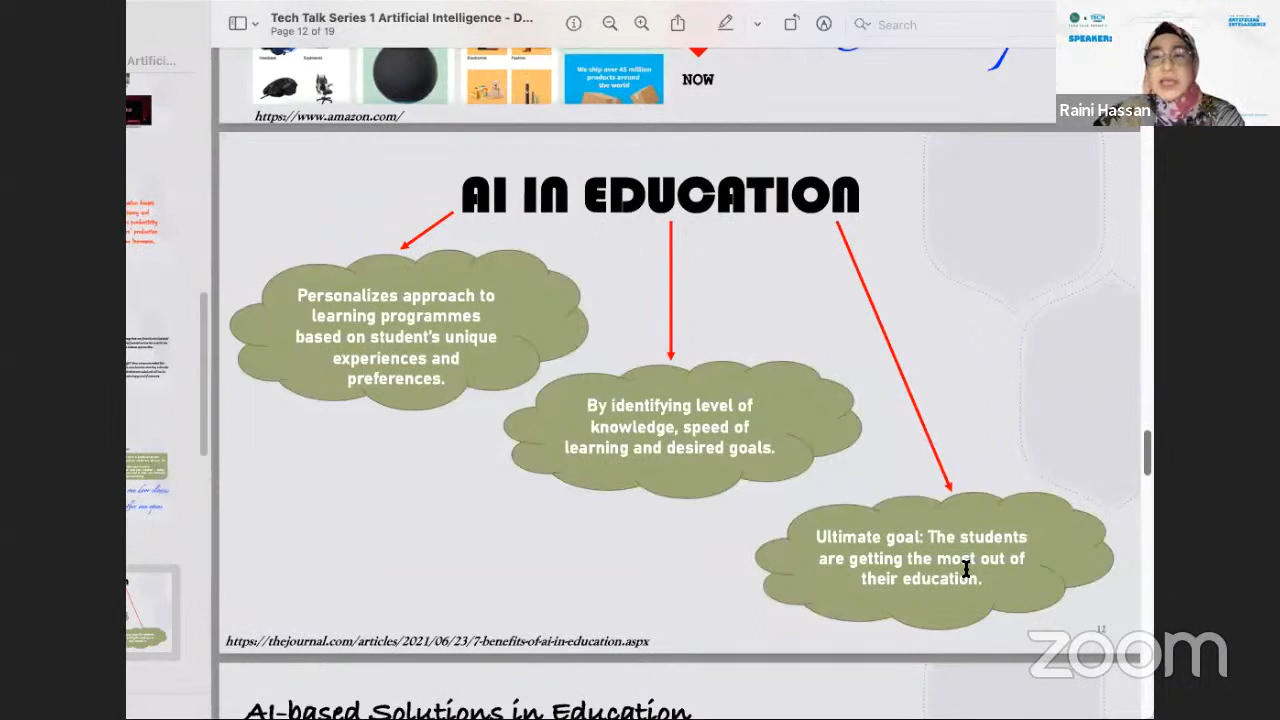 Tech Talk Series 1 Artificial Intelligence - D...
Page 12 of 19
Search
SPEAKER:
ARTIFICIAL
INTELLIGENCE
Raini Hassan
Artifici...
We ship over 45 million
products around
the world
NOW
https://www.amazon.com/
AI IN EDUCATION
Personalizes approach to
learning programmes
based on student's unique
experiences and
preferences.
By identifying level of
knowledge, speed of
learning and desired goals.
Ultimate goal: The students
are getting the most out of
their education.
12
https://thejournal.com/articles/2021/06/23/7-benefits-of-ai-in-education.aspx
zoom
AI-based Solutions in Education